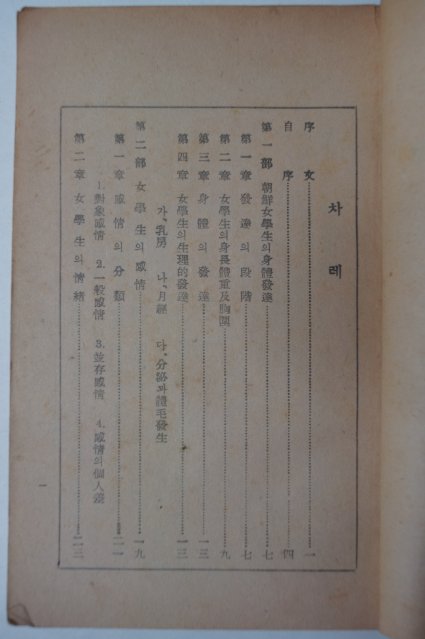 차례
序文 一
自序 四
第一部 朝鮮女學生의身體發達 七
第一章 發達의段階 七
第二章 女學生의身長體重及胸圍 九
第三章 身體의發達 一三
第四章 女學生의生理的發達 一三
가、乳房 나、月經 다、分泌와體毛發生
第二部 女學生의感情 一九
第一章 感情의分類 二一
1. 對象感情 2. 一般感情 3. 並存感情 4. 感情의個人差
第二章 女學生의情緖 二三
一